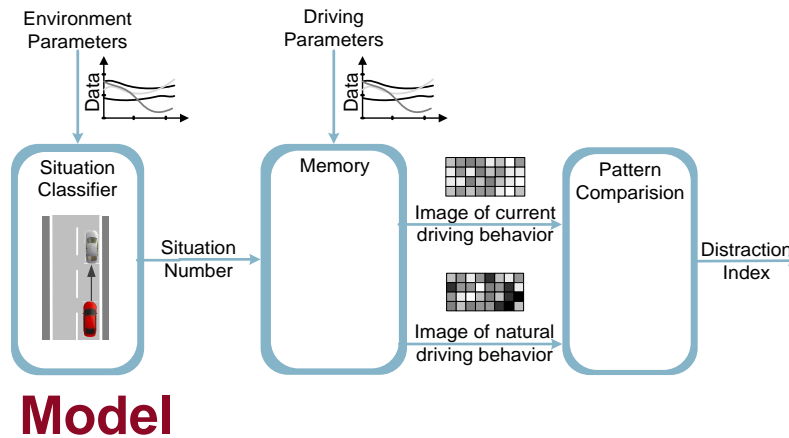 Environment
Parameters
Data
Driving
Parameters
Data
Situation
Classifier
Situation
Number
Memory
Image of current
driving behavior
Image of natural
driving behavior
Pattern
Comparision
Distraction
Index
Model